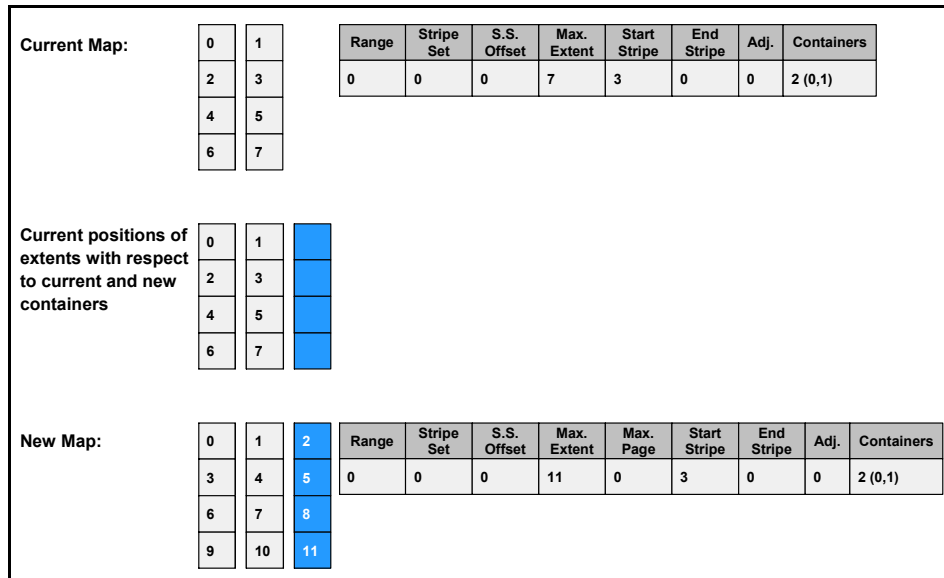 Current Map:
0 1
2 3
4 5
6 7
Range Stripe Set S.S. Offset Max. Extent Start Stripe End Stripe Adj. Containers
0 0 0 7 3 0 0 2 (0,1)
Current positions of
extents with respect
to current and new
containers
0 1
2 3
4 5
6 7
New Map:
0 1 2
3 4 5
6 7 8
9 10 11
Range Stripe Set S.S. Offset Max. Extent Max. Page Start Stripe End Stripe Adj. Containers
0 0 0 11 0 3 0 0 2 (0,1)